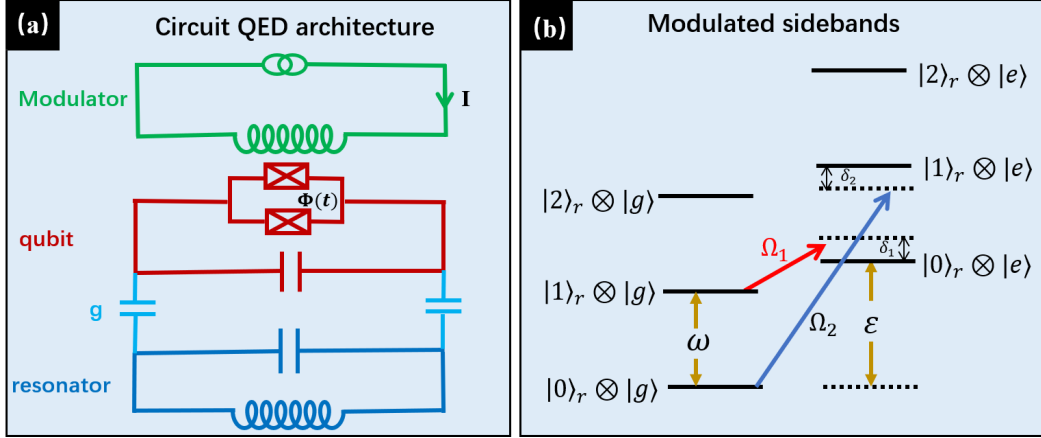 (a)
Circuit QED architecture
Modulator
I
Φ(t)
qubit
g
resonator
(b)
Modulated sidebands
|2⟩ᵣ ⊗ |e⟩
|1⟩ᵣ ⊗ |e⟩
δ₂
|2⟩ᵣ ⊗ |g⟩
Ω₁
δ₁
|0⟩ᵣ ⊗ |e⟩
|1⟩ᵣ ⊗ |g⟩
Ω₂
ω
ε
|0⟩ᵣ ⊗ |g⟩